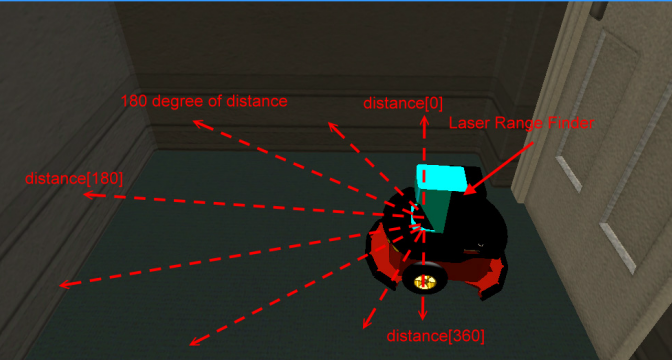 180 degree of distance
distance[0]
Laser Range Finder
distance[180]
distance[360]